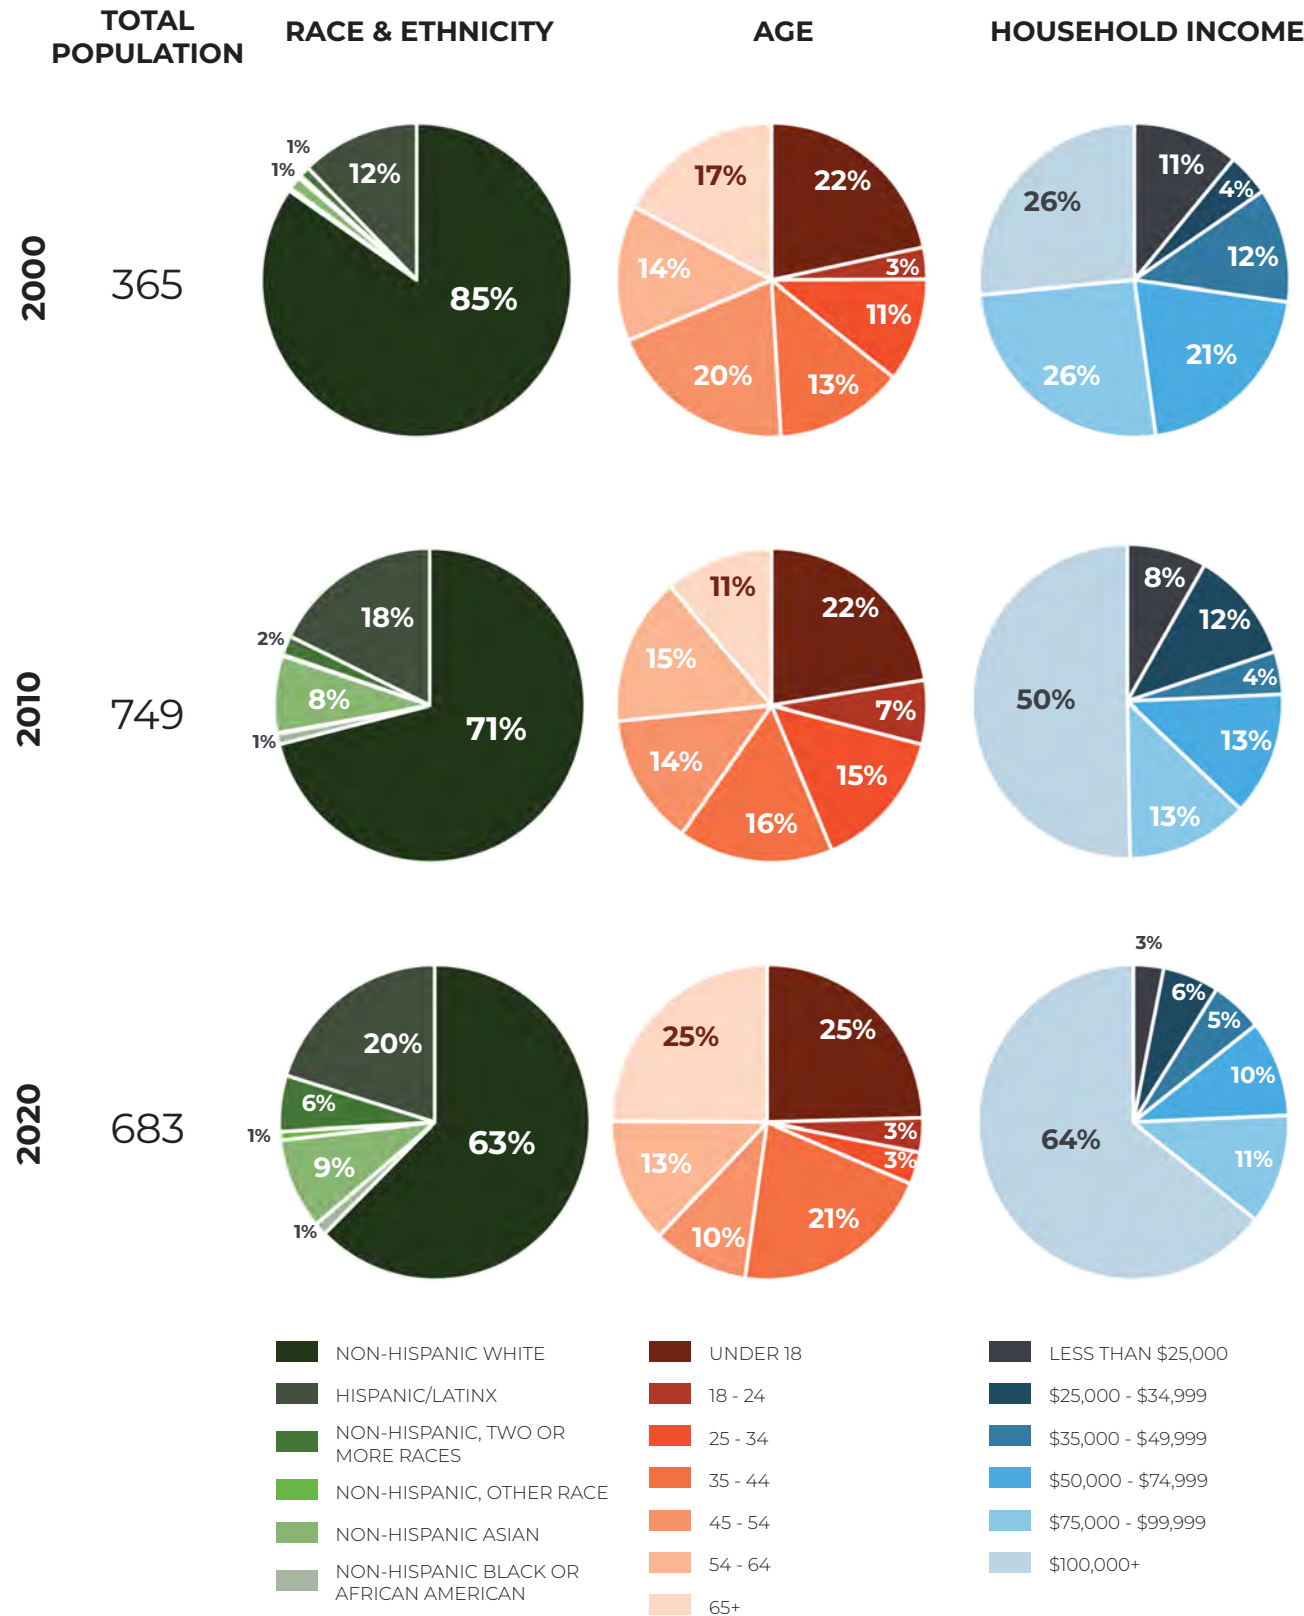 TOTAL
POPULATION
RACE & ETHNICITY
AGE
HOUSEHOLD INCOME
2000
365
1%
1%
12%
85%
17%
22%
14%
3%
11%
20%
13%
26%
11%
4%
12%
21%
26%
2010
749
18%
2%
8%
1%
71%
11%
22%
15%
7%
14%
15%
16%
8%
12%
50%
4%
13%
13%
2020
683
20%
6%
1%
9%
1%
63%
25%
25%
3%
3%
13%
21%
10%
3%
6%
5%
10%
64%
11%
NON-HISPANIC WHITE
HISPANIC/LATINX
NON-HISPANIC, TWO OR
MORE RACES
NON-HISPANIC, OTHER RACE
NON-HISPANIC ASIAN
NON-HISPANIC BLACK OR
AFRICAN AMERICAN
UNDER 18
18 - 24
25 - 34
35 - 44
45 - 54
54 - 64
65+
LESS THAN $25,000
$25,000 - $34,999
$35,000 - $49,999
$50,000 - $74,999
$75,000 - $99,999
$100,000+